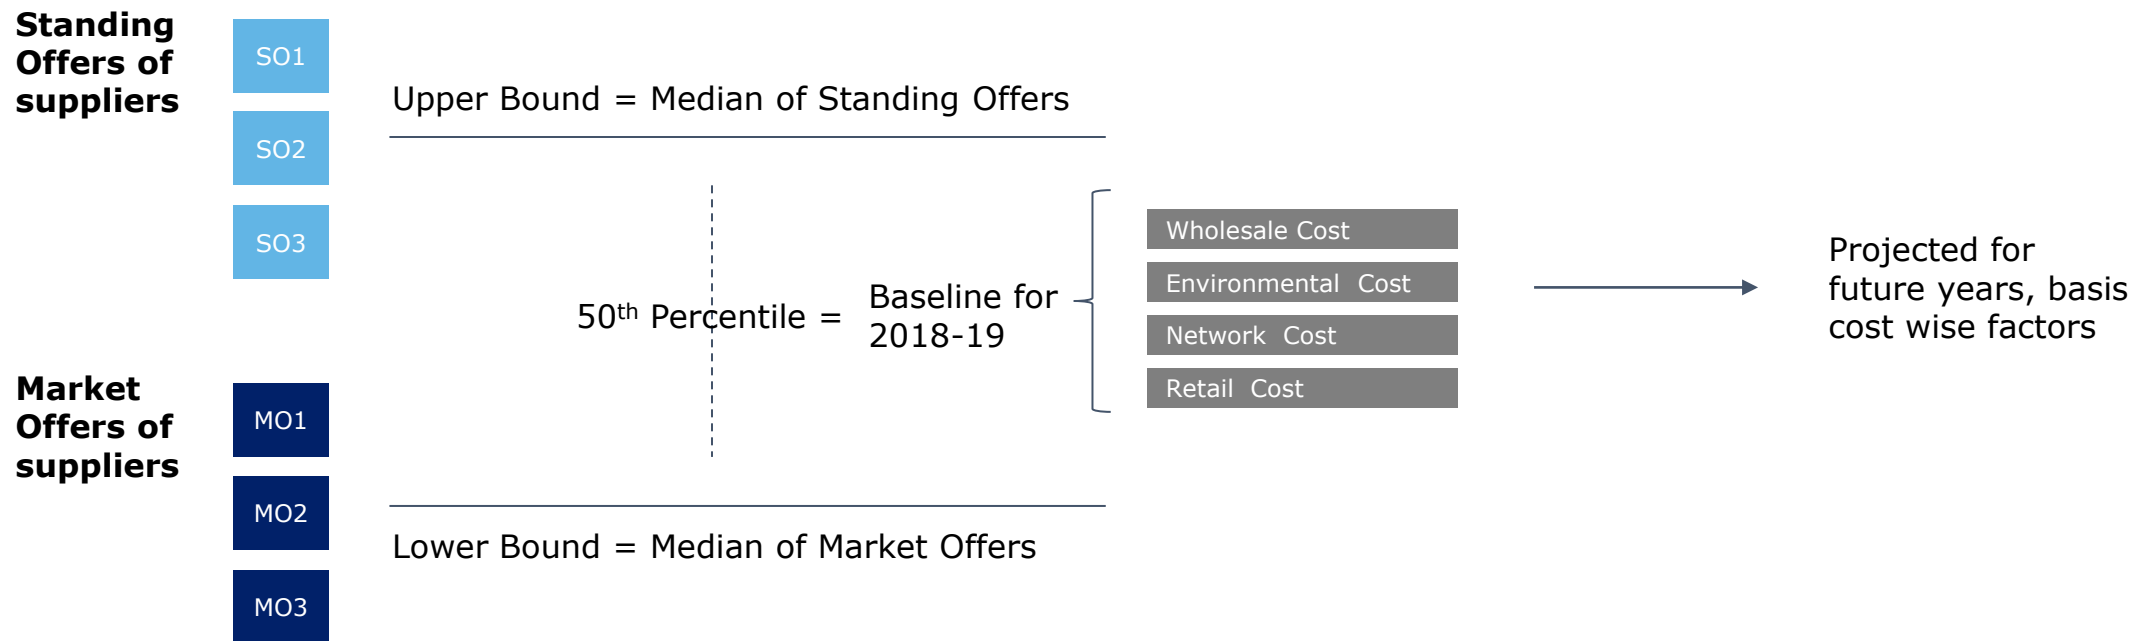 Standing
Offers of
suppliers
SO1
SO2
SO3
Upper Bound = Median of Standing Offers
50th Percentile =
Baseline for
2018-19
Wholesale Cost
Environmental Cost
Network Cost
Retail Cost
Projected for
future years, basis
cost wise factors
Market
Offers of
suppliers
MO1
MO2
MO3
Lower Bound = Median of Market Offers